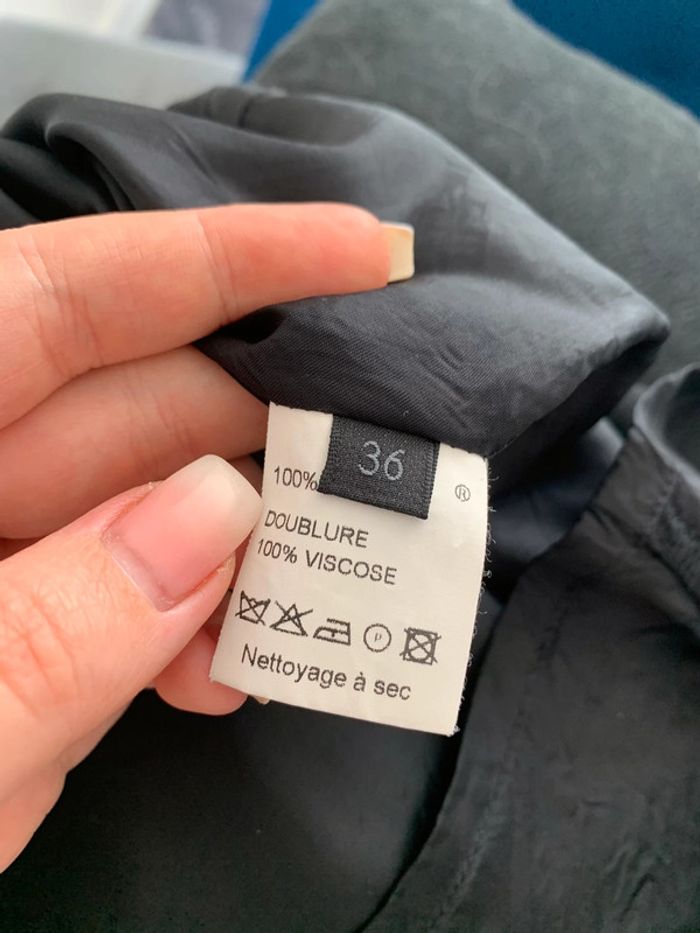 36
100%
®
DOUBLURE
100% VISCOSE
P
Nettoyage à sec